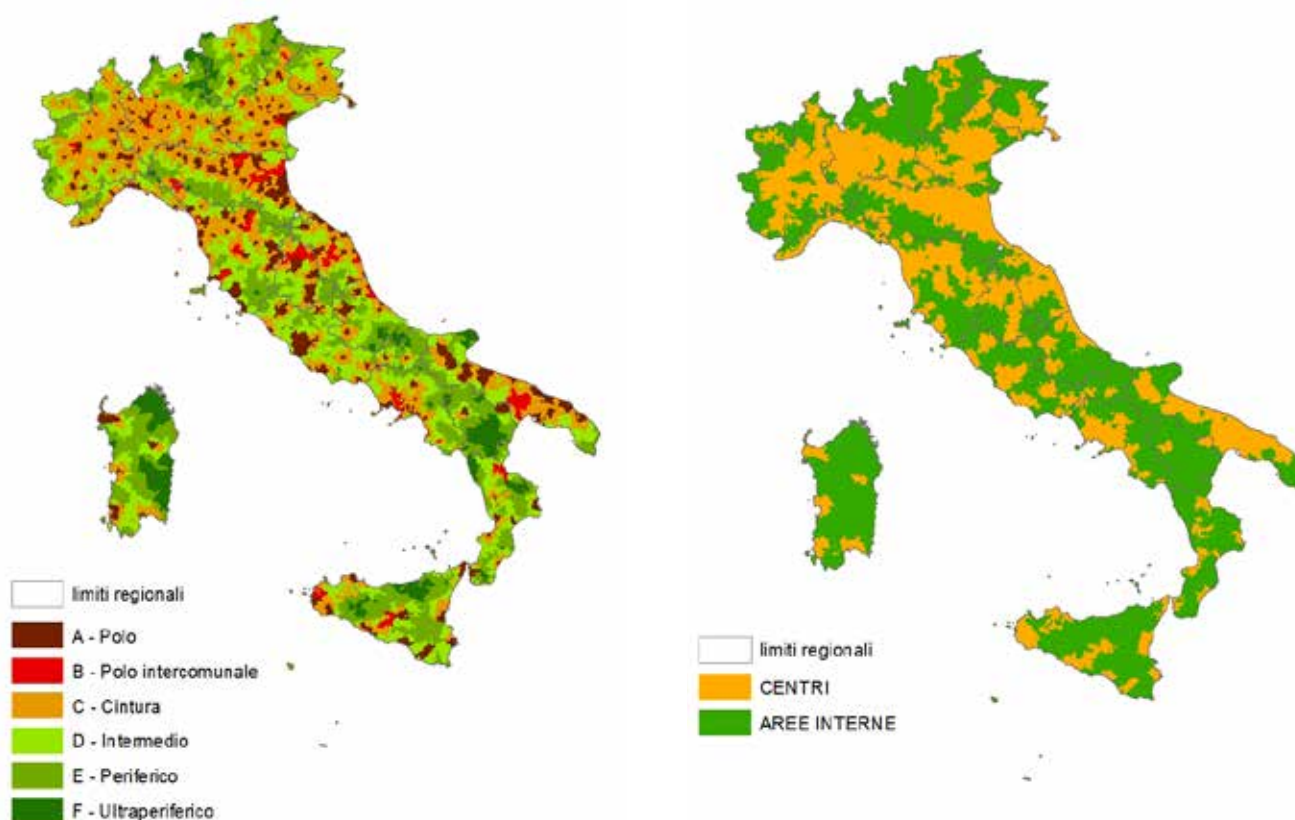 limiti regionali
A - Polo
B - Polo intercomunale
C - Cintura
D - Intermedio
E - Periferico
F - Ultraperiferico
limiti regionali
CENTRI
AREE INTERNE